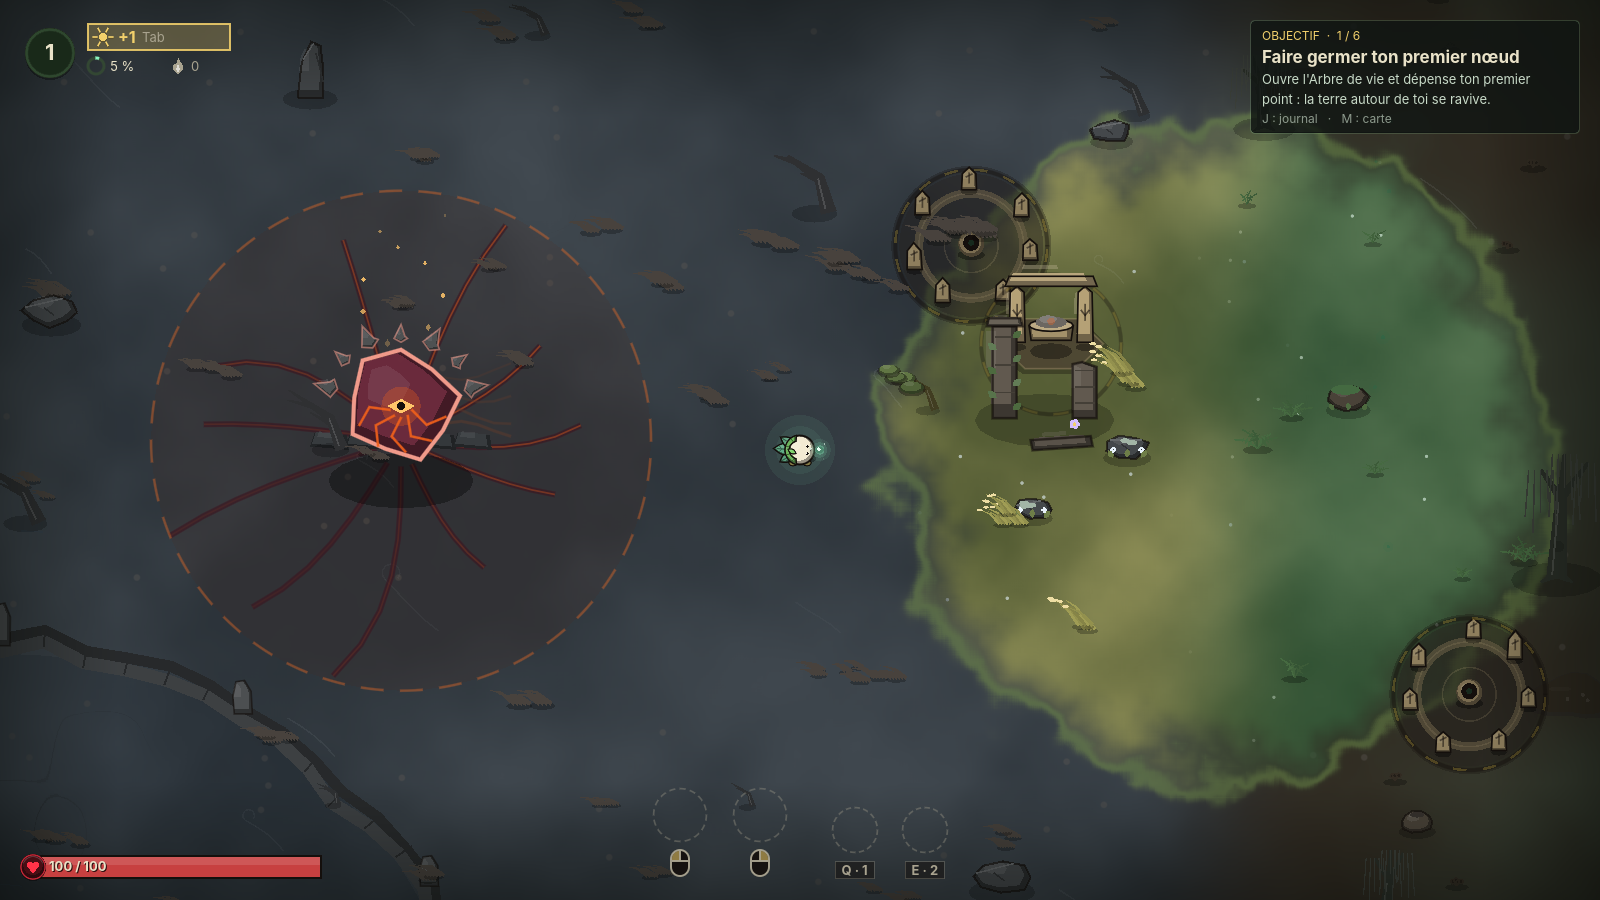 1
+1 Tab
5 % 0
OBJECTIF · 1 / 6
Faire germer ton premier nœud
Ouvre l'Arbre de vie et dépense ton premier
point : la terre autour de toi se ravive.
J : journal · M : carte
100 / 100
Q · 1
E · 2